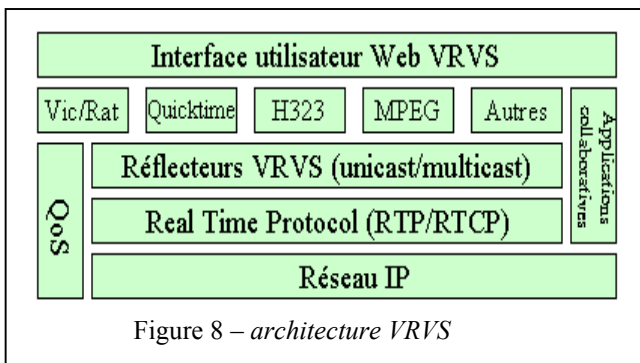 Interface utilisateur Web VRVS
Vic/Rat
Quicktime
H323
MPEG
Autres
Applications
collaboratives
QoS
Réflecteurs VRVS (unicast/multicast)
Real Time Protocol (RTP/RTCP)
Réseau IP
Figure 8 – architecture VRVS